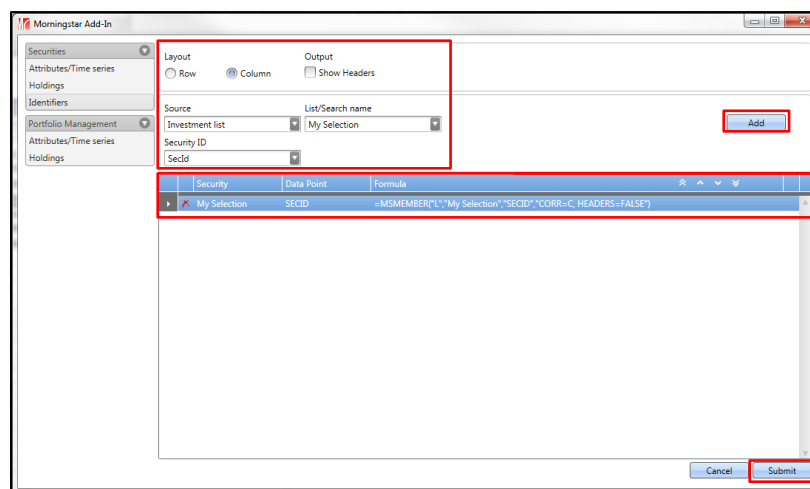 Morningstar Add-In
Securities
Attributes/Time series
Holdings
Identifiers
Portfolio Management
Attributes/Time series
Holdings
Layout
Output
Row
Column
Show Headers
Source
List/Search name
Investment list
My Selection
Add
Security ID
SecId
Security Data Point Formula
My Selection SECID =MSMEMBER("L","My Selection","SECID","CORR=C, HEADERS=FALSE")
Cancel
Submit